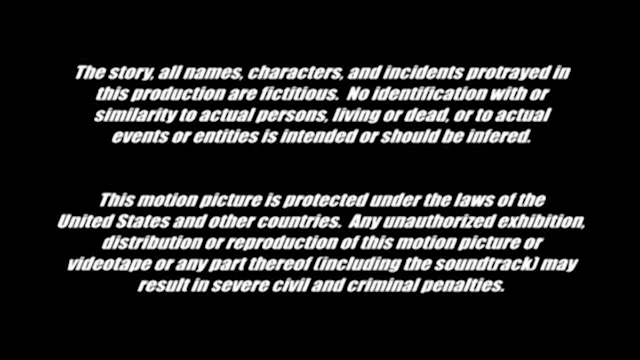 The story, all names, characters, and incidents protrayed in
this production are fictitious. No identification with or
similarity to actual persons, living or dead, or to actual
events or entities is intended or should be infered.
This motion picture is protected under the laws of the
United States and other countries. Any unauthorized exhibition,
distribution or reproduction of this motion picture or
videotape or any part thereof (including the soundtrack) may
result in severe civil and criminal penalties.